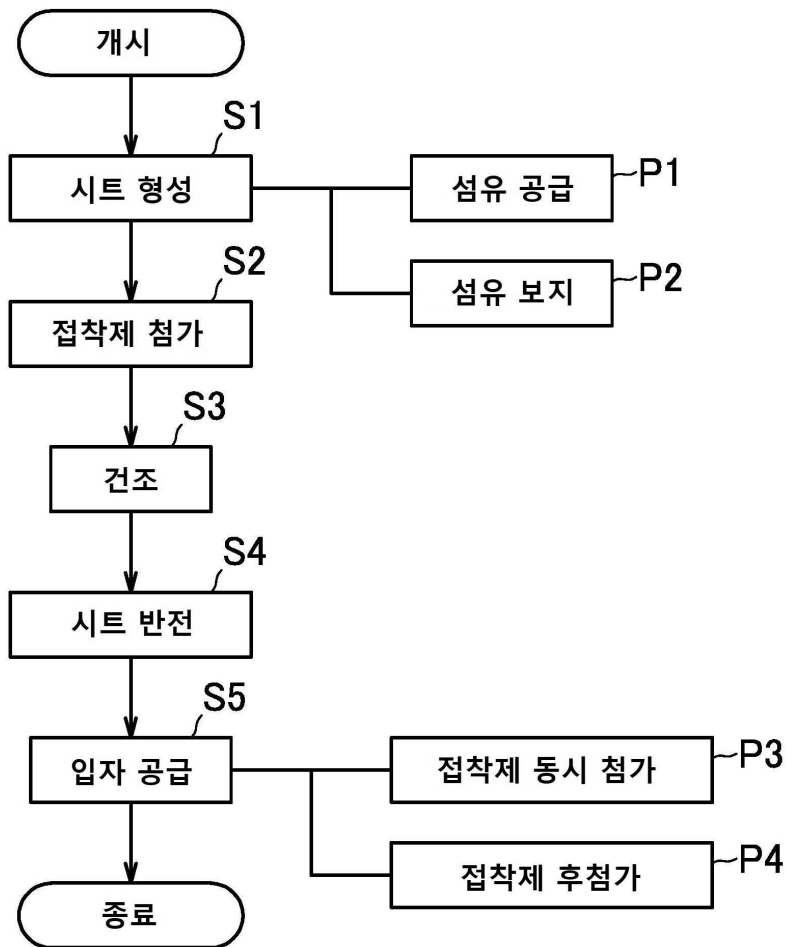 개시
S1
시트 형성
섬유 공급
P1
섬유 보지
P2
S2
접착제 첨가
S3
건조
S4
시트 반전
S5
입자 공급
접착제 동시 첨가
P3
접착제 후첨가
P4
종료